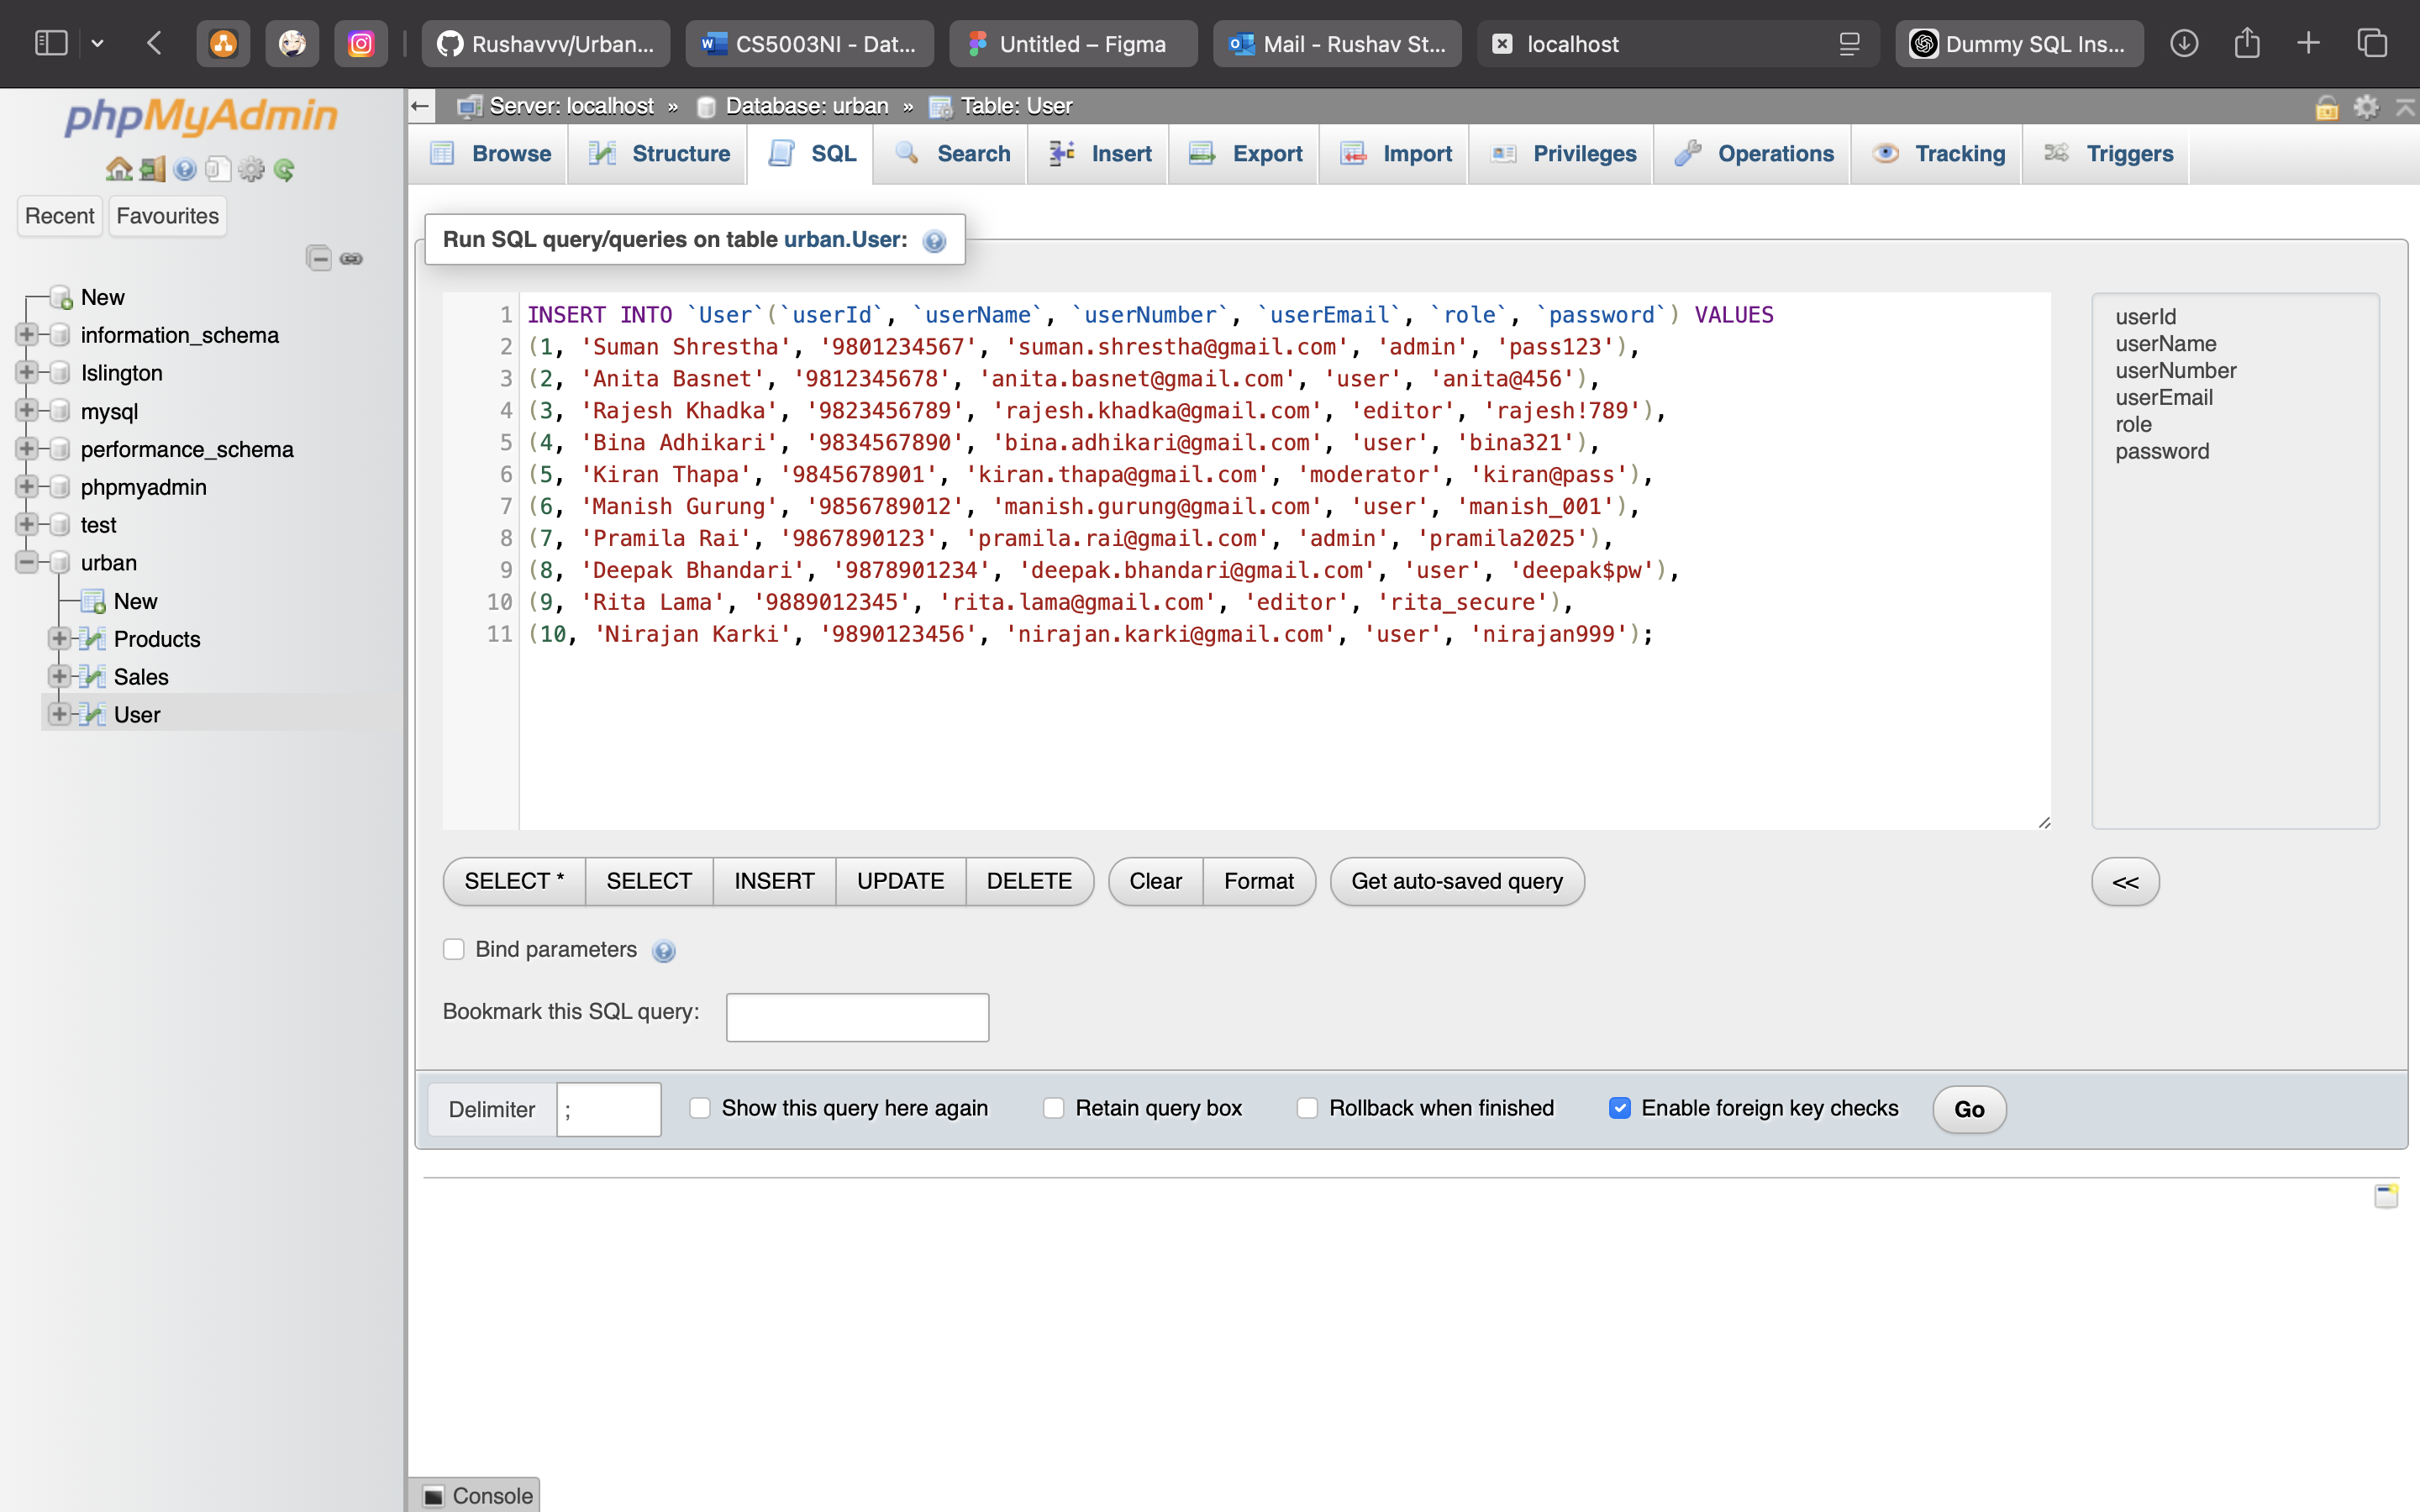 Rushavvv/Urban...
CS5003NI - Dat...
Untitled – Figma
Mail - Rushav St...
localhost
Dummy SQL Ins...
phpMyAdmin
Recent
Favourites
New
information_schema
Islington
mysql
performance_schema
phpmyadmin
test
urban
New
Products
Sales
User
Server: localhost » Database: urban » Table: User
Browse
Structure
SQL
Search
Insert
Export
Import
Privileges
Operations
Tracking
Triggers
Run SQL query/queries on table urban.User:
1 INSERT INTO `User`(`userId`, `userName`, `userNumber`, `userEmail`, `role`, `password`) VALUES
2 (1, 'Suman Shrestha', '9801234567', 'suman.shrestha@gmail.com', 'admin', 'pass123'),
3 (2, 'Anita Basnet', '9812345678', 'anita.basnet@gmail.com', 'user', 'anita@456'),
4 (3, 'Rajesh Khadka', '9823456789', 'rajesh.khadka@gmail.com', 'editor', 'rajesh!789'),
5 (4, 'Bina Adhikari', '9834567890', 'bina.adhikari@gmail.com', 'user', 'bina321'),
6 (5, 'Kiran Thapa', '9845678901', 'kiran.thapa@gmail.com', 'moderator', 'kiran@pass'),
7 (6, 'Manish Gurung', '9856789012', 'manish.gurung@gmail.com', 'user', 'manish_001'),
8 (7, 'Pramila Rai', '9867890123', 'pramila.rai@gmail.com', 'admin', 'pramila2025'),
9 (8, 'Deepak Bhandari', '9878901234', 'deepak.bhandari@gmail.com', 'user', 'deepak$pw'),
10 (9, 'Rita Lama', '9889012345', 'rita.lama@gmail.com', 'editor', 'rita_secure'),
11 (10, 'Nirajan Karki', '9890123456', 'nirajan.karki@gmail.com', 'user', 'nirajan999');
userId
userName
userNumber
userEmail
role
password
SELECT *
SELECT
INSERT
UPDATE
DELETE
Clear
Format
Get auto-saved query
<<
Bind parameters
Bookmark this SQL query:
Delimiter ;
Show this query here again
Retain query box
Rollback when finished
Enable foreign key checks
Go
Console